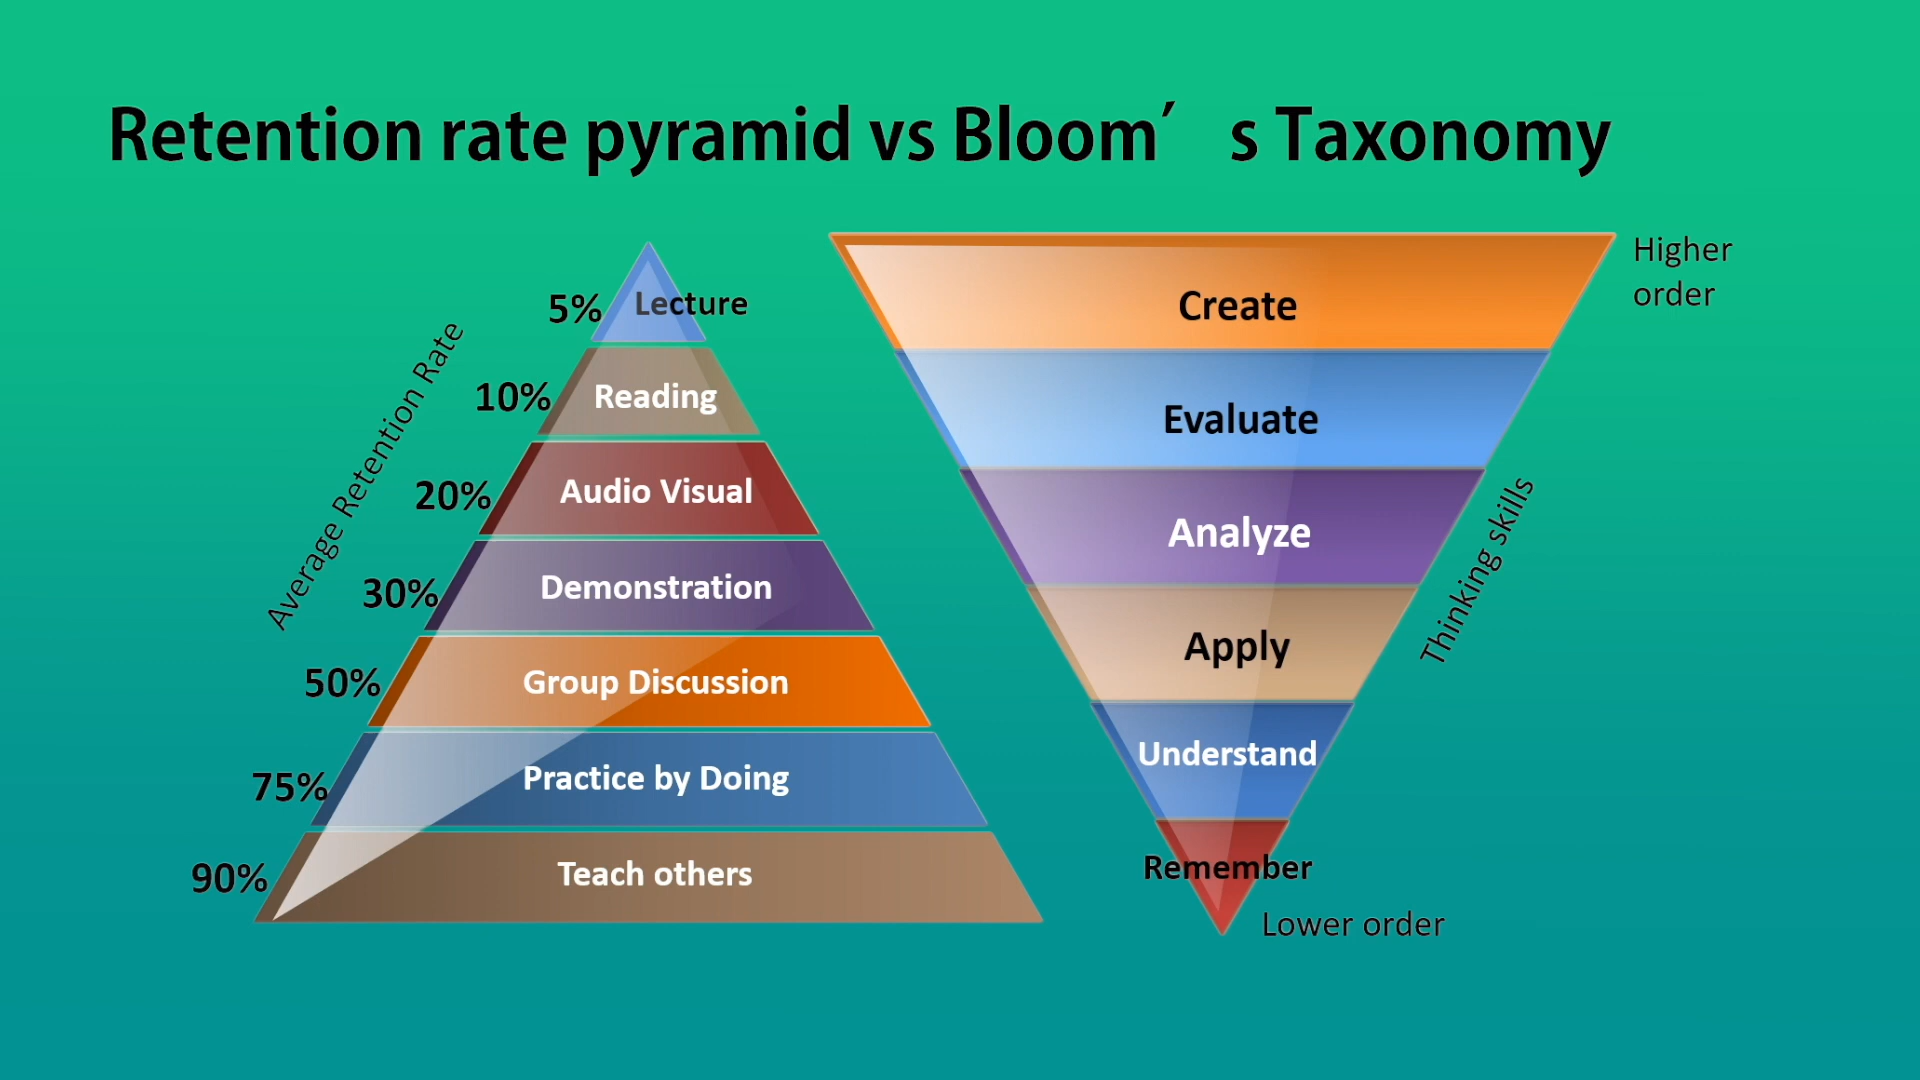 Retention rate pyramid vs Bloom′ s Taxonomy
Average Retention Rate
5% Lecture
10% Reading
20% Audio Visual
30% Demonstration
50% Group Discussion
75% Practice by Doing
90% Teach others
Higher
order
Create
Evaluate
Analyze
Apply
Understand
Remember
Lower order
Thinking skills